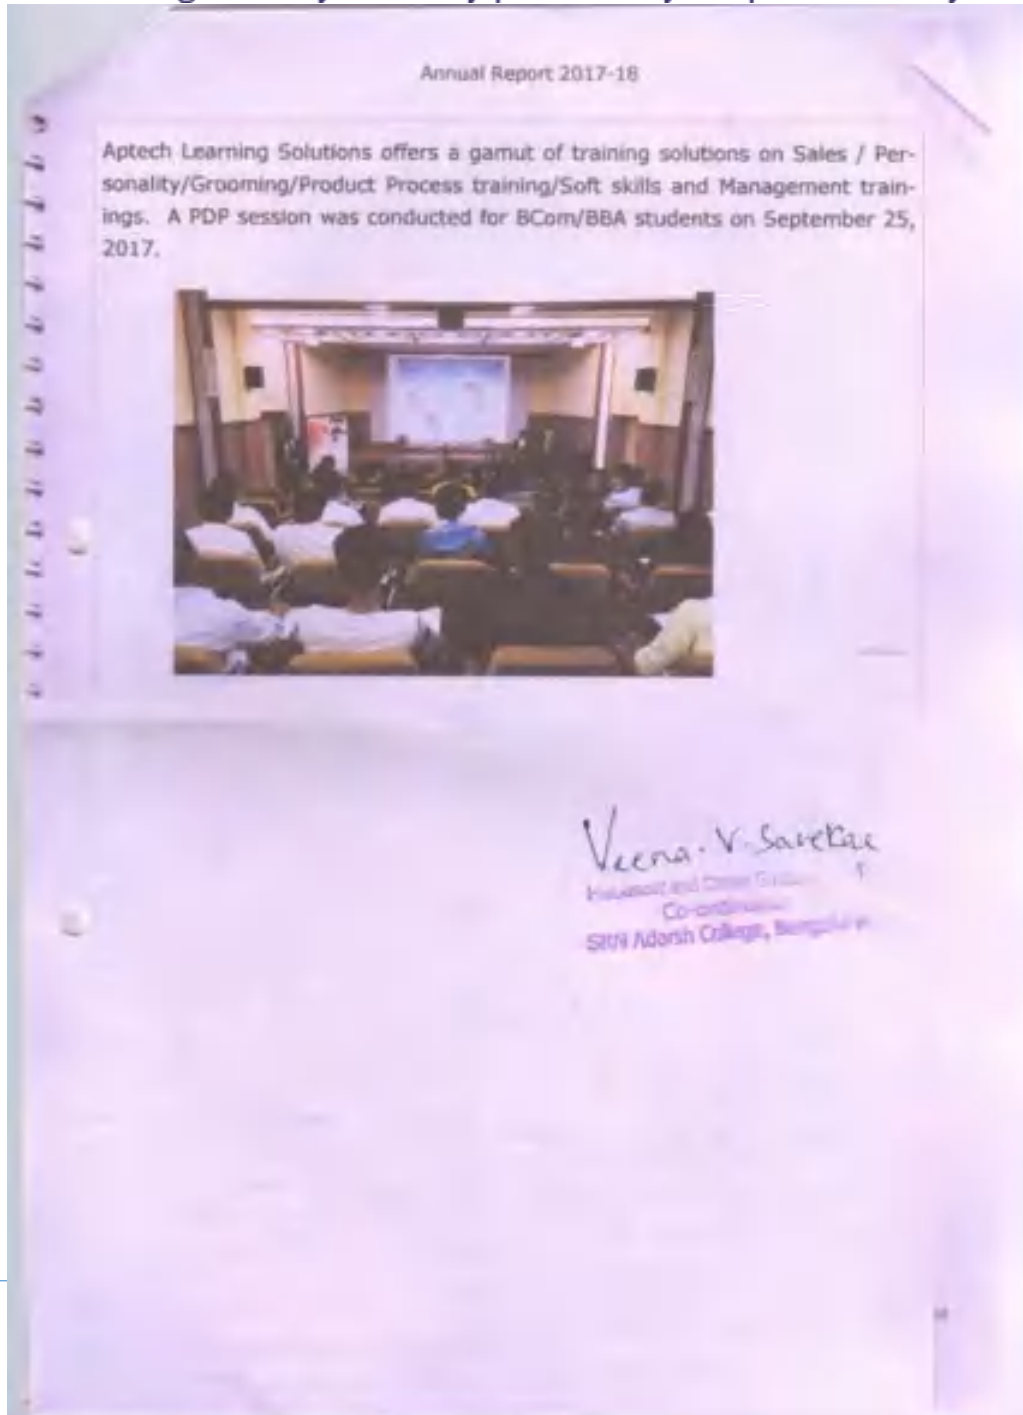 Annual Report 2017-18
Aptech Learning Solutions offers a gamut of training solutions on Sales / Per-
sonality/Grooming/Product Process training/Soft skills and Management train-
ings. A PDP session was conducted for BCom/BBA students on September 25,
2017.
Veena. V. Savekar
and
Co-ordinator
SRN Adarsh College,